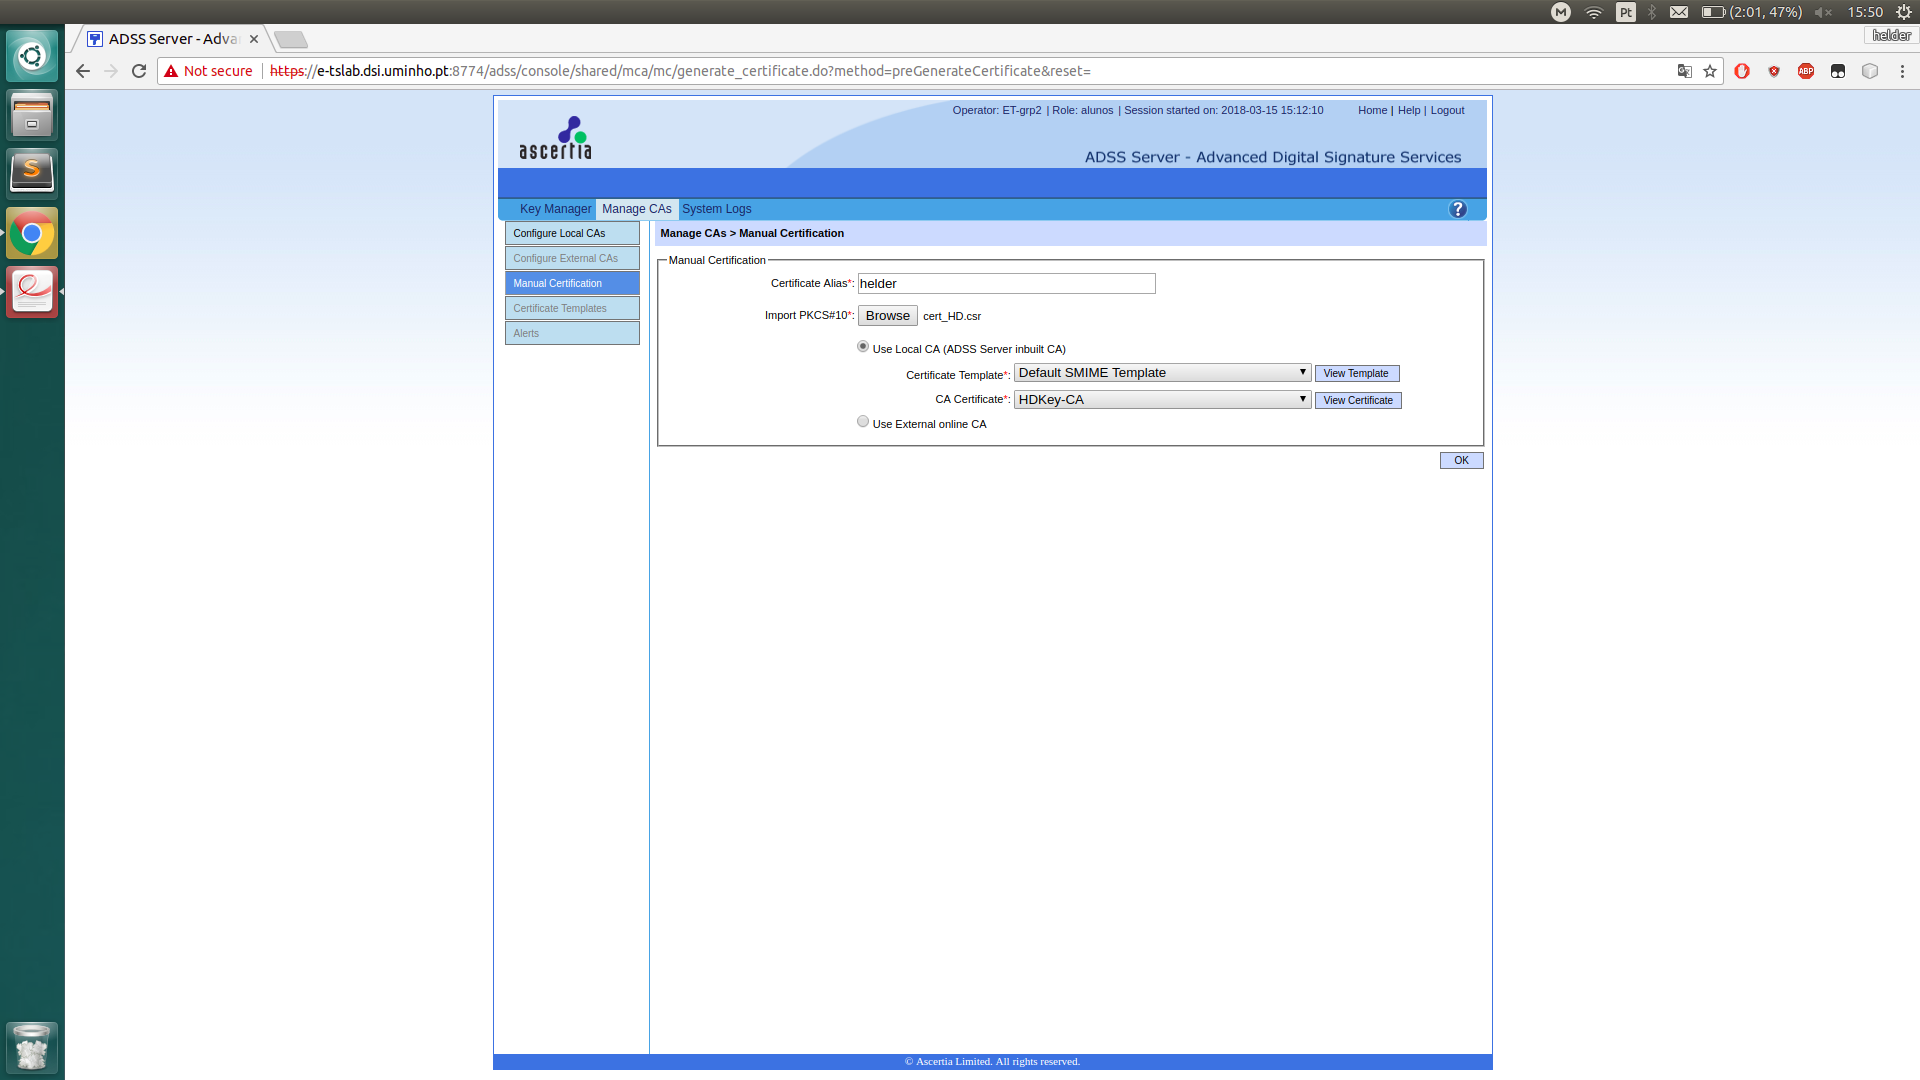 Pt
(2:01, 47%)
15:50
ADSS Server - Adva
helder
Not secure
https://e-tslab.dsi.uminho.pt:8774/adss/console/shared/mca/mc/generate_certificate.do?method=preGenerateCertificate&reset=
ABP
Operator: ET-grp2 | Role: alunos | Session started on: 2018-03-15 15:12:10
Home | Help | Logout
ascertia
ADSS Server - Advanced Digital Signature Services
Key Manager
Manage CAs
System Logs
?
Configure Local CAs
Configure External CAs
Manual Certification
Certificate Templates
Alerts
Manage CAs > Manual Certification
Manual Certification
Certificate Alias*: helder
Import PKCS#10*: Browse cert_HD.csr
Use Local CA (ADSS Server inbuilt CA)
Certificate Template*: Default SMIME Template View Template
CA Certificate*: HDKey-CA View Certificate
Use External online CA
OK
© Ascertia Limited. All rights reserved.